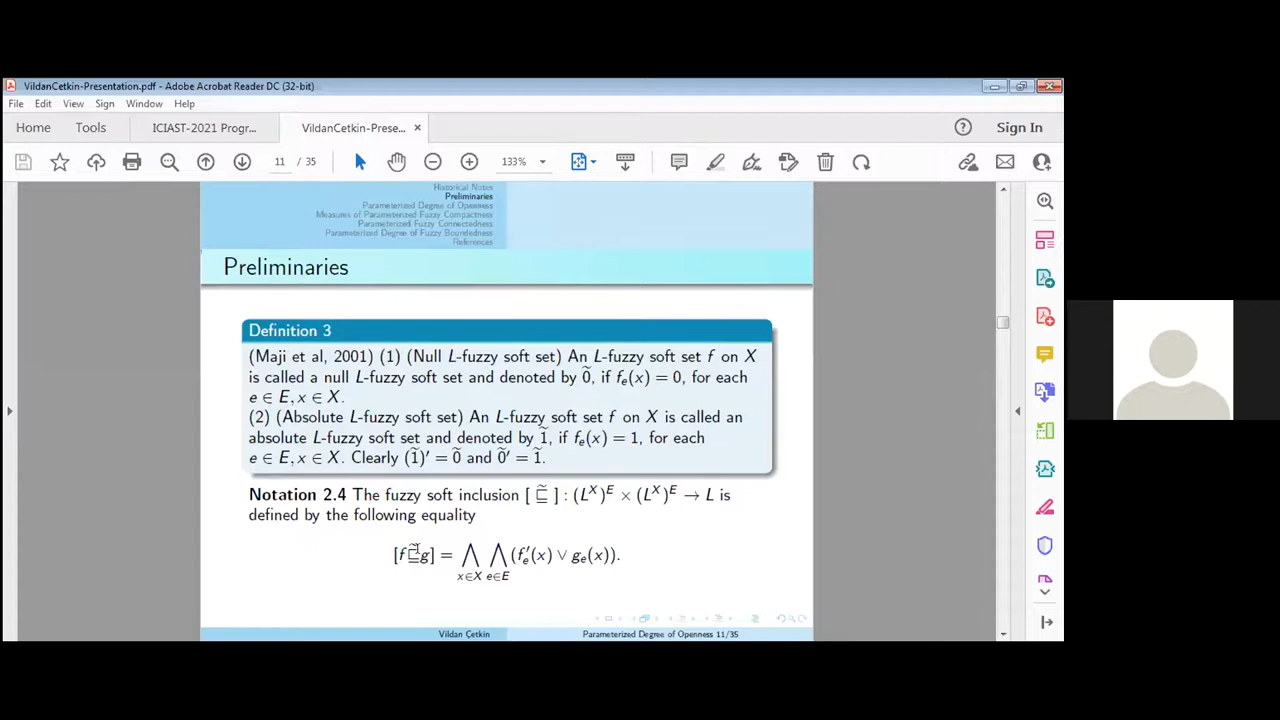 VildanCetkin-Presentation.pdf - Adobe Acrobat Reader DC (32-bit)
File Edit View Sign Window Help
Home Tools ICIAST-2021 Progr... VildanCetkin-Prese... × Sign In
11 / 35 133%
Historical Notes
Preliminaries
Parameterized Degree of Openness
Measures of Parameterized Fuzzy Compactness
Parameterized Fuzzy Connectedness
Parameterized Degree of Fuzzy Boundedness
References
Preliminaries
Definition 3
(Maji et al, 2001) (1) (Null L-fuzzy soft set) An L-fuzzy soft set f on X
is called a null L-fuzzy soft set and denoted by 0̃, if fₑ(x) = 0, for each
e ∈ E, x ∈ X.
(2) (Absolute L-fuzzy soft set) An L-fuzzy soft set f on X is called an
absolute L-fuzzy soft set and denoted by 1̃, if fₑ(x) = 1, for each
e ∈ E, x ∈ X. Clearly (1̃)′ = 0̃ and 0̃′ = 1̃.
Notation 2.4 The fuzzy soft inclusion [ ⊑̃ ] : (L^X)^E × (L^X)^E → L is
defined by the following equality
[f ⊑̃ g] = ⋀ ⋀ (fₑ′(x) ∨ gₑ(x)).
x∈X e∈E
Vildan Çetkin Parameterized Degree of Openness 11/35